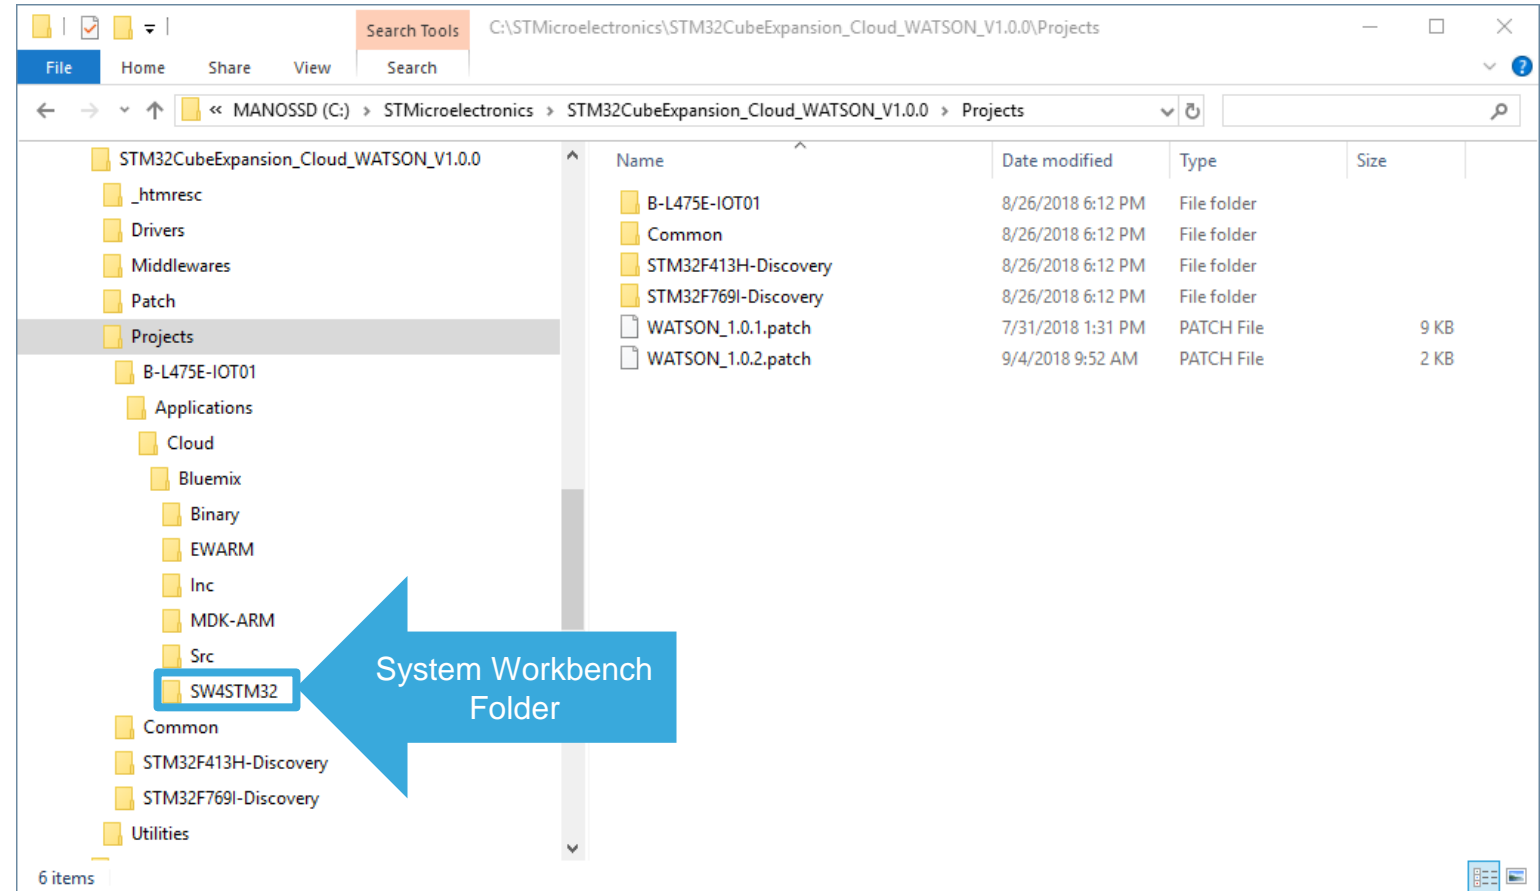 Search Tools C:\STMicroelectronics\STM32CubeExpansion_Cloud_WATSON_V1.0.0\Projects
File Home Share View Search
« MANOSSD (C:) > STMicroelectronics > STM32CubeExpansion_Cloud_WATSON_V1.0.0 > Projects
STM32CubeExpansion_Cloud_WATSON_V1.0.0
_htmresc
Drivers
Middlewares
Patch
Projects
B-L475E-IOT01
Applications
Cloud
Bluemix
Binary
EWARM
Inc
MDK-ARM
Src
SW4STM32
Common
STM32F413H-Discovery
STM32F769I-Discovery
Utilities
Name Date modified Type Size
B-L475E-IOT01 8/26/2018 6:12 PM File folder
Common 8/26/2018 6:12 PM File folder
STM32F413H-Discovery 8/26/2018 6:12 PM File folder
STM32F769I-Discovery 8/26/2018 6:12 PM File folder
WATSON_1.0.1.patch 7/31/2018 1:31 PM PATCH File 9 KB
WATSON_1.0.2.patch 9/4/2018 9:52 AM PATCH File 2 KB
System Workbench
Folder
6 items